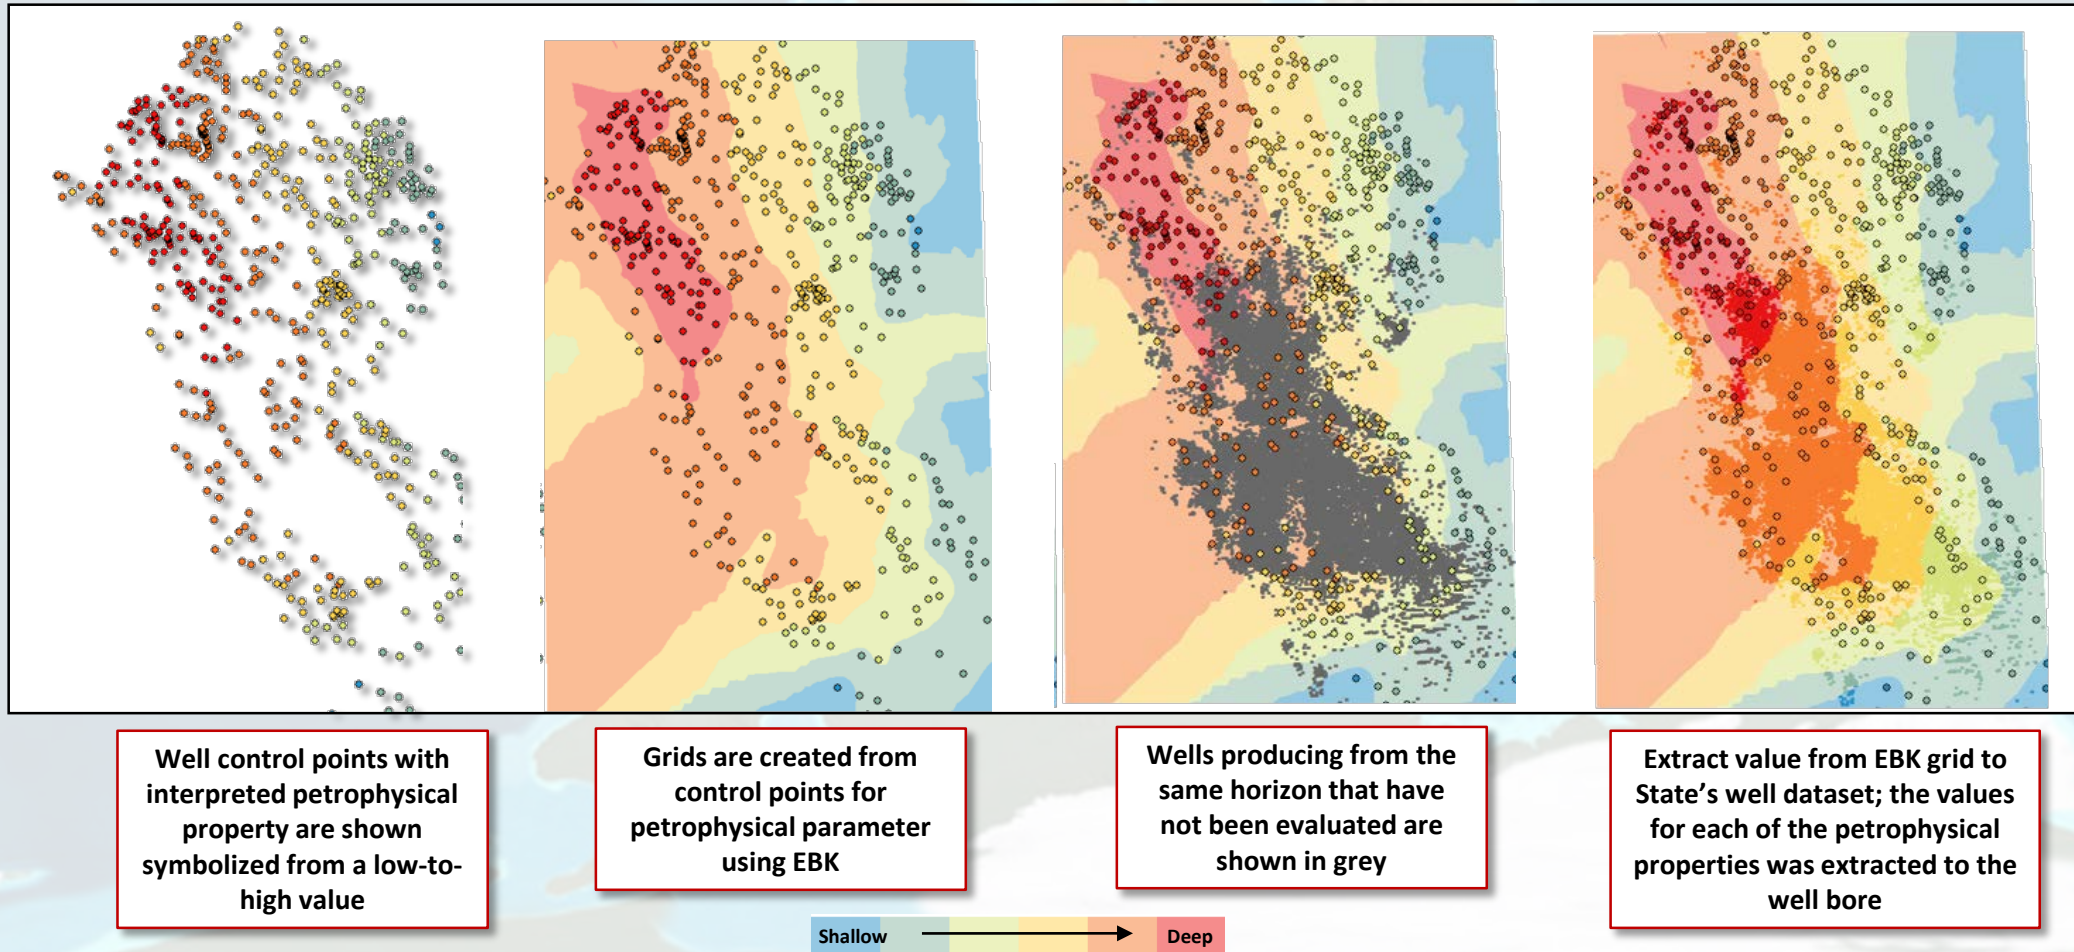 Well control points with
interpreted petrophysical
property are shown
symbolized from a low-to-
high value
Grids are created from
control points for
petrophysical parameter
using EBK
Wells producing from the
same horizon that have
not been evaluated are
shown in grey
Extract value from EBK grid to
State’s well dataset; the values
for each of the petrophysical
properties was extracted to the
well bore
Shallow
Deep